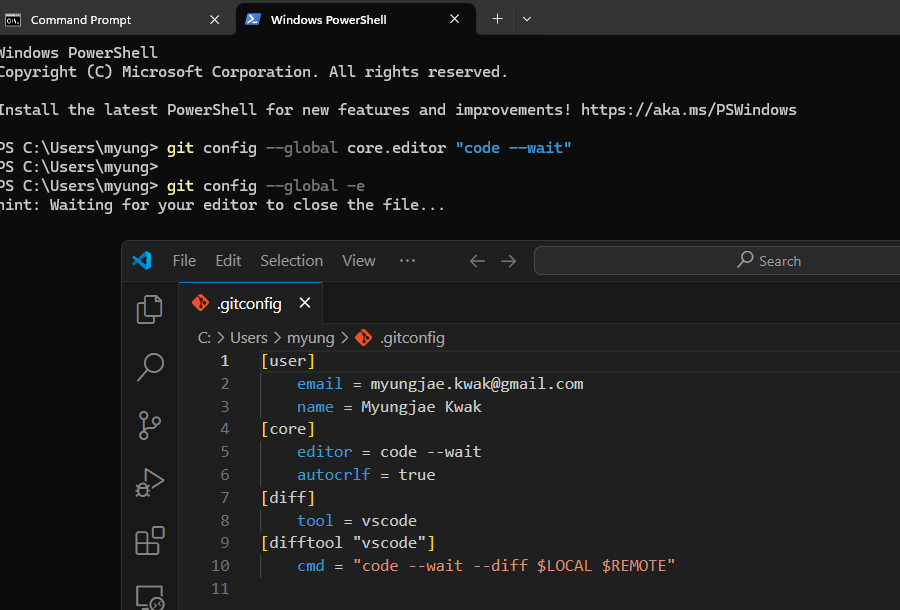 Command Prompt
Windows PowerShell
Windows PowerShell
Copyright (C) Microsoft Corporation. All rights reserved.
Install the latest PowerShell for new features and improvements! https://aka.ms/PSWindows
PS C:\Users\myung> git config --global core.editor "code --wait"
PS C:\Users\myung>
PS C:\Users\myung> git config --global -e
hint: Waiting for your editor to close the file...
File Edit Selection View ··· Search
.gitconfig
C: > Users > myung > .gitconfig
1 [user]
2 email = myungjae.kwak@gmail.com
3 name = Myungjae Kwak
4 [core]
5 editor = code --wait
6 autocrlf = true
7 [diff]
8 tool = vscode
9 [difftool "vscode"]
10 cmd = "code --wait --diff $LOCAL $REMOTE"
11